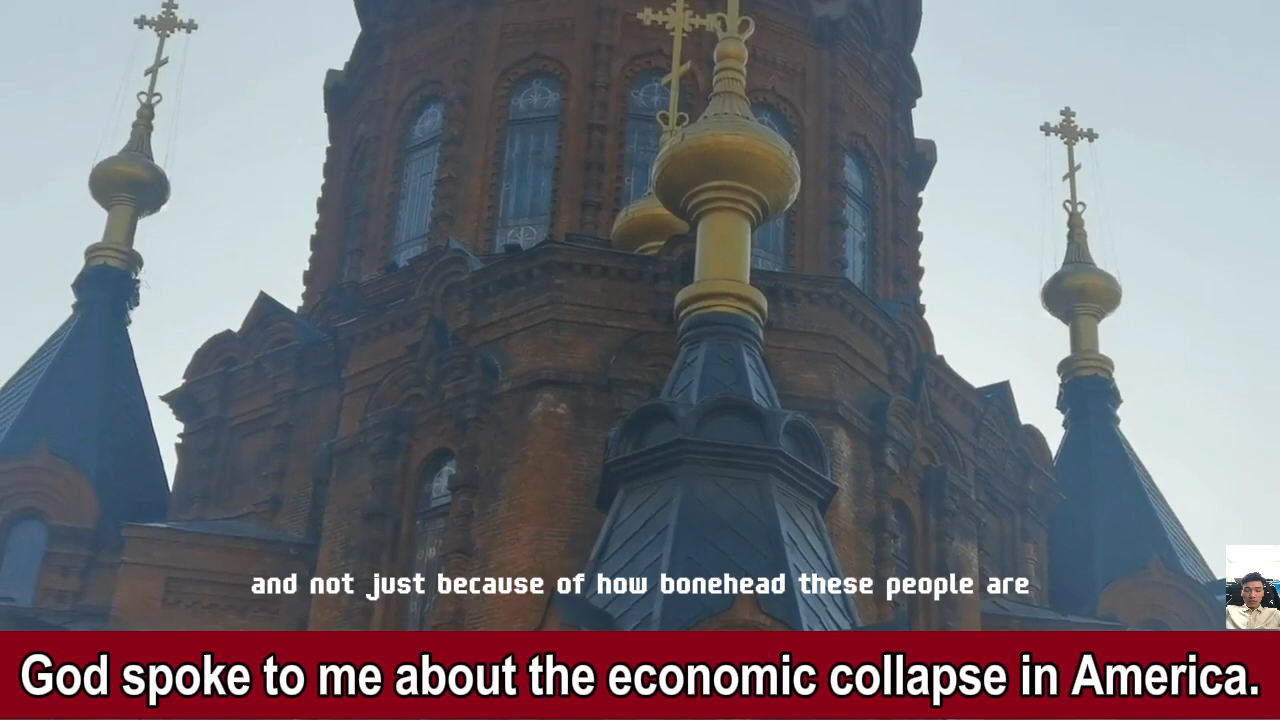 and not just because of how bonehead these people are
God spoke to me about the economic collapse in America.